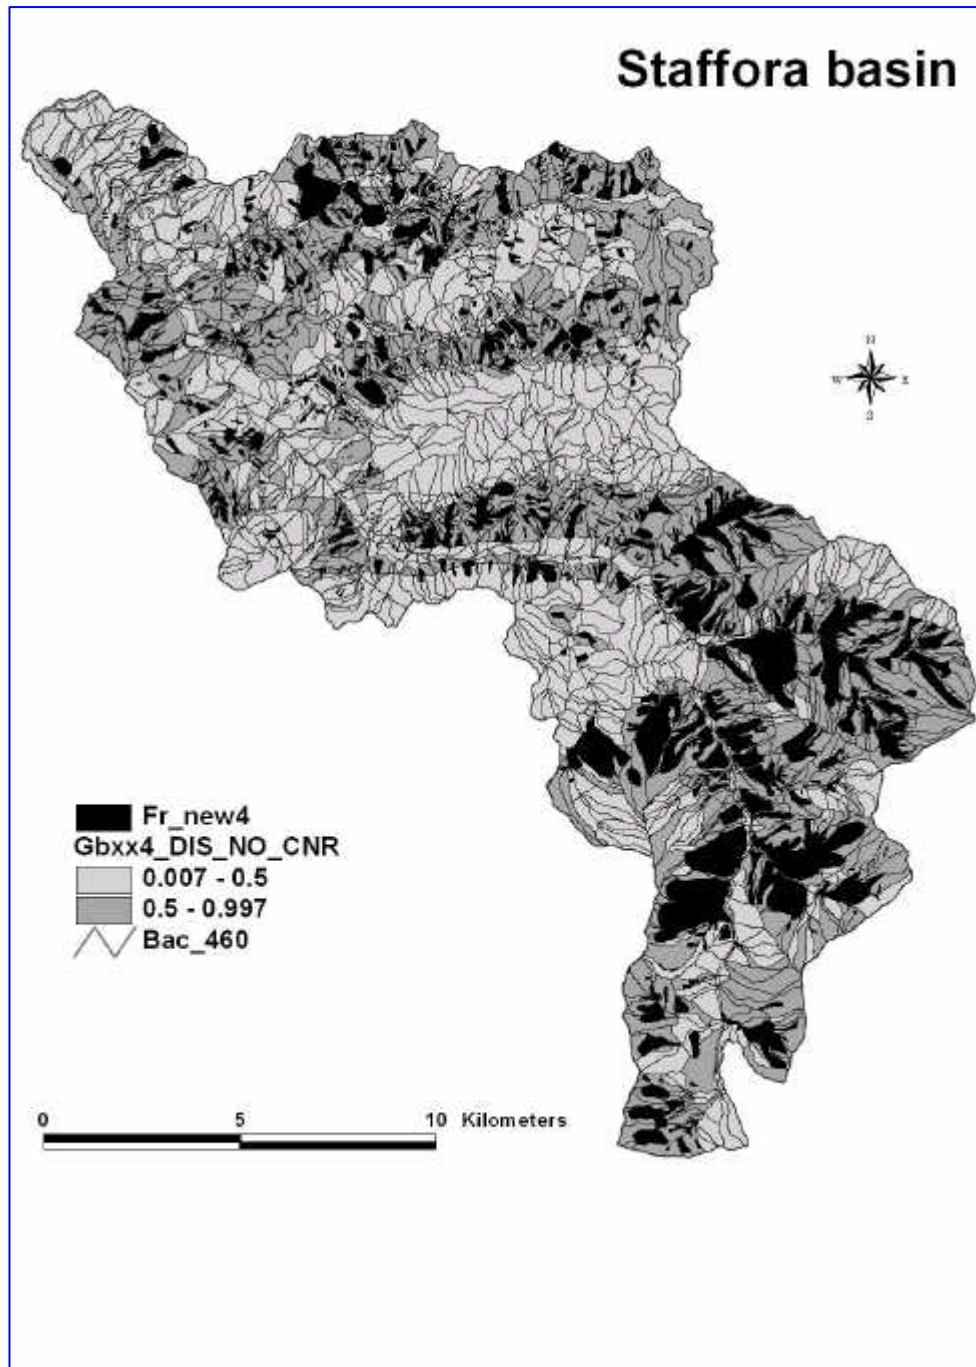 Staffora basin
N
W E
S
Fr_new4
Gbxx4_DIS_NO_CNR
0.007 - 0.5
0.5 - 0.997
Bac_460
0 5 10 Kilometers